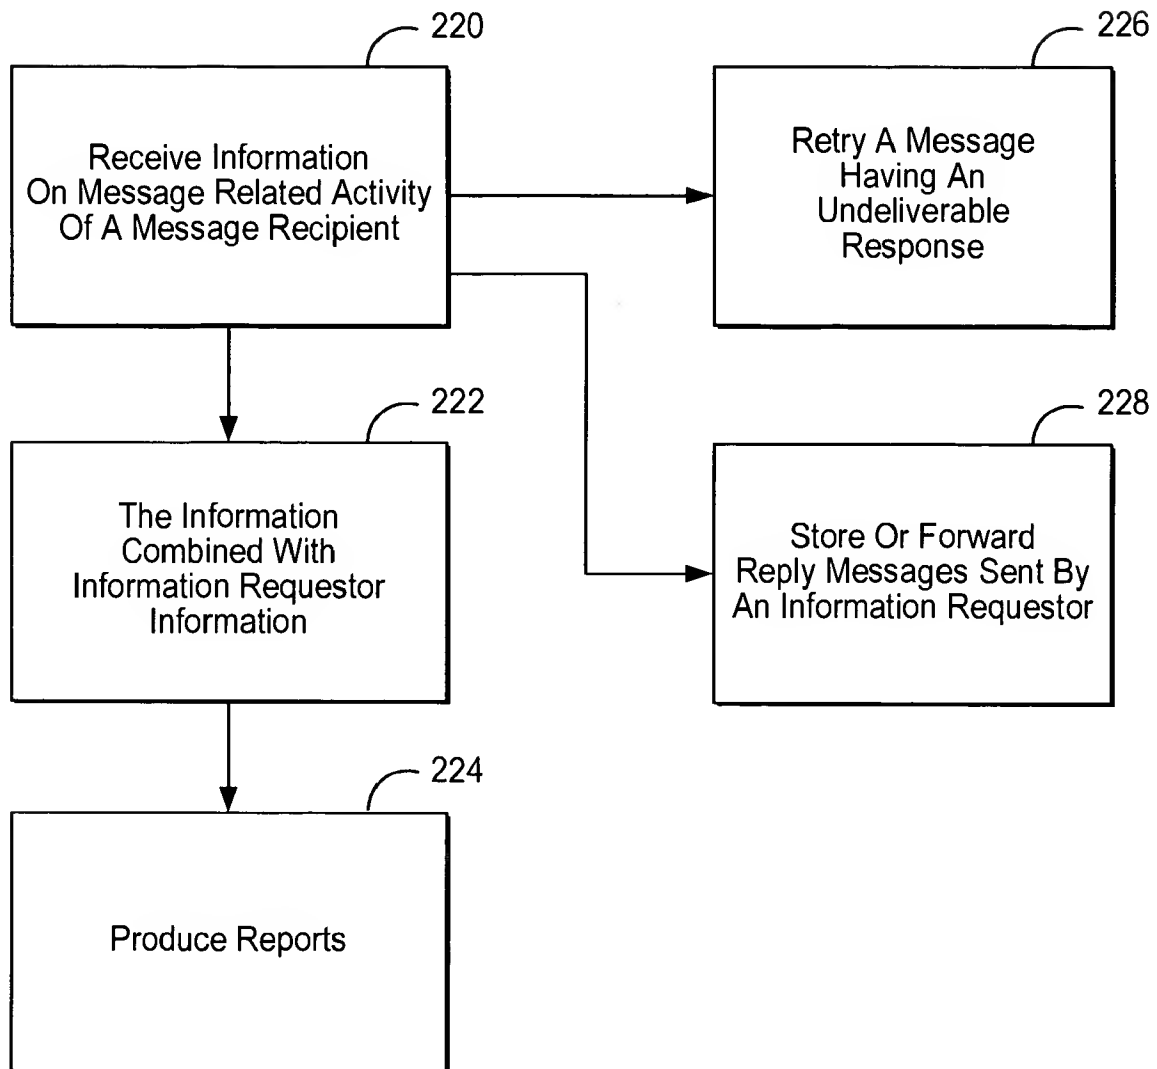 220
Receive Information
On Message Related Activity
Of A Message Recipient
226
Retry A Message
Having An
Undeliverable
Response
222
The Information
Combined With
Information Requestor
Information
228
Store Or Forward
Reply Messages Sent By
An Information Requestor
224
Produce Reports